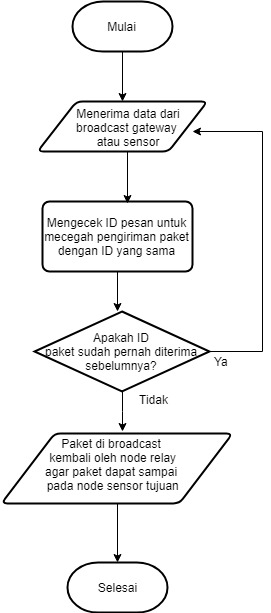 Mulai
Menerima data dari
broadcast gateway
atau sensor
Mengecek ID pesan untuk
mecegah pengiriman paket
dengan ID yang sama
Apakah ID
paket sudah pernah diterima
sebelumnya?
Ya
Tidak
Paket di broadcast
kembali oleh node relay
agar paket dapat sampai
pada node sensor tujuan
Selesai